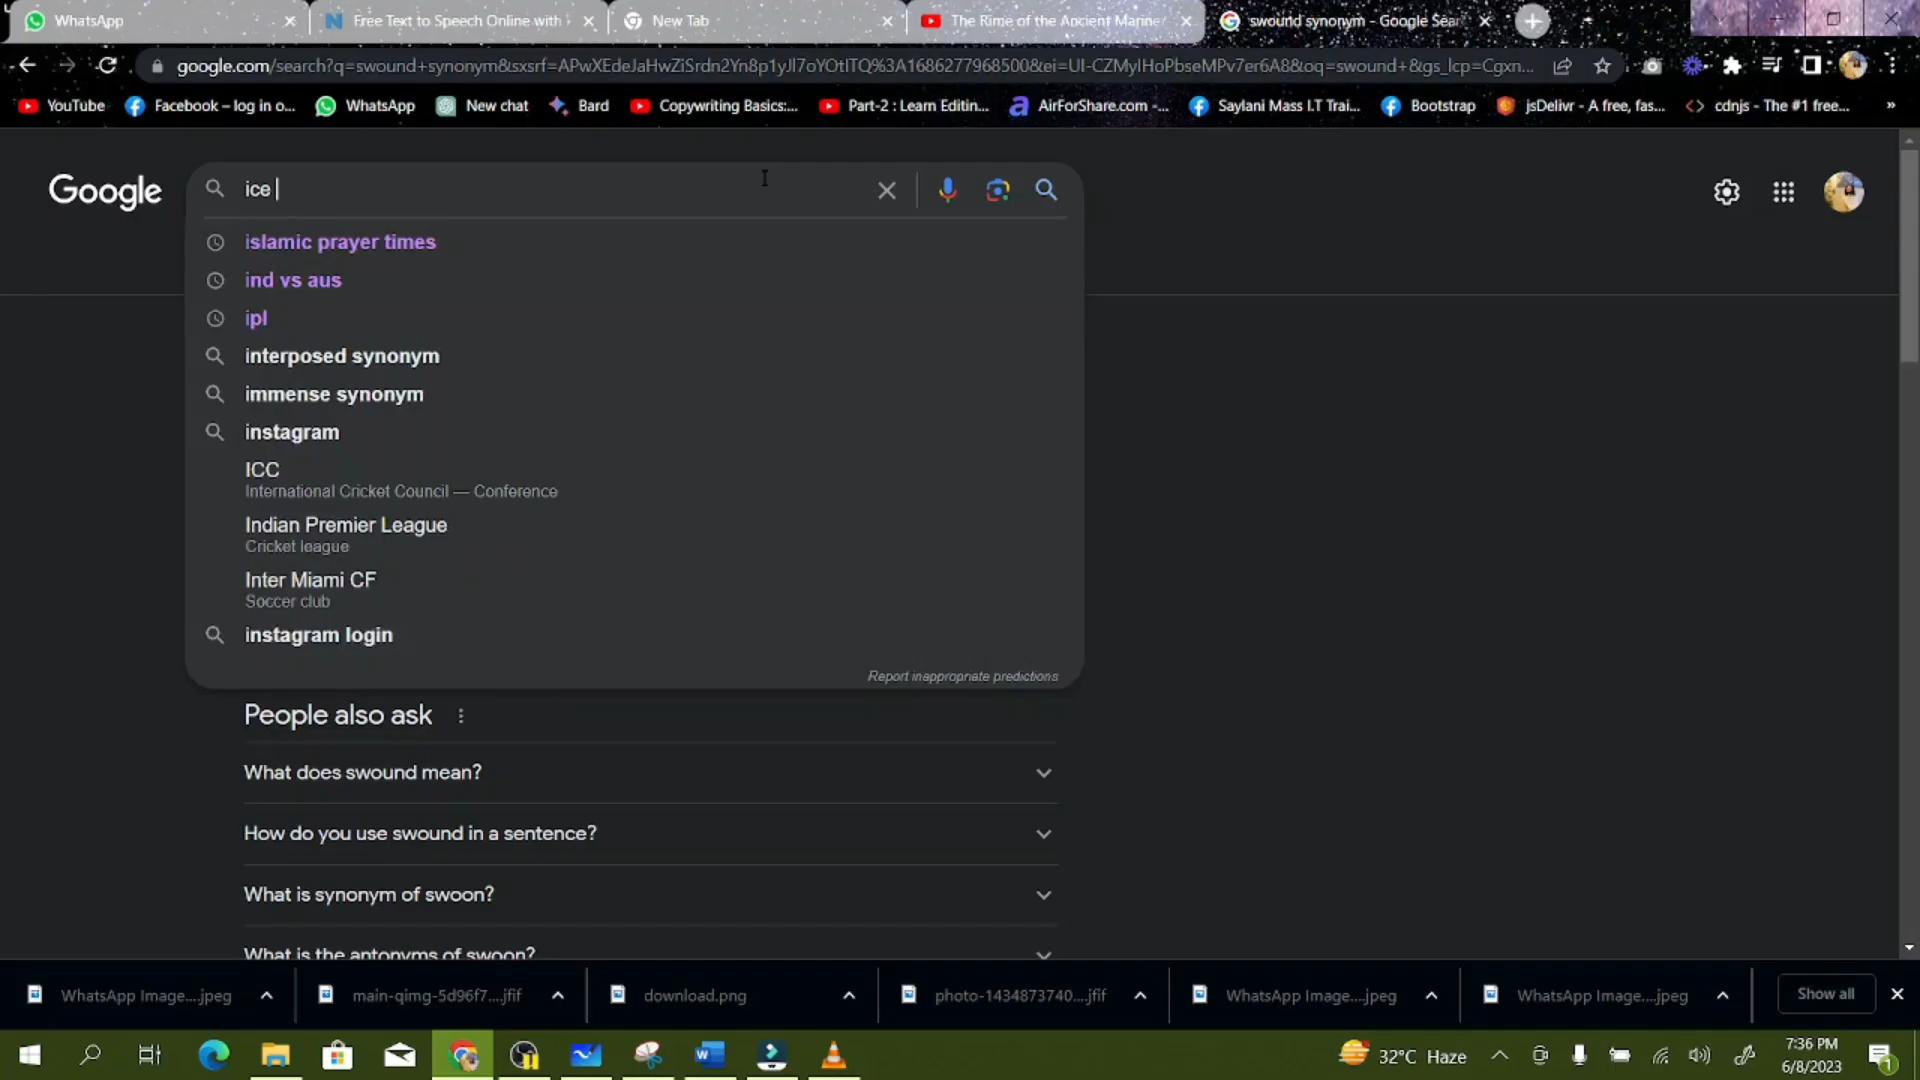 WhatsApp
Free Text to Speech Online with
New Tab
The Rime of the Ancient Marine
swound synonym - Google Sear
google.com/search?q=swound+synonym&sxsrf=APwXEdeJaHwZiSrdn2Yn8p1yJl7oYOtITQ%3A1686277968500&ei=UI-CZMyIHoPbseMPv7er6A8&oq=swound+&gs_lcp=Cgxn...
YouTube
Facebook – log in o...
WhatsApp
New chat
Bard
Copywriting Basics:...
Part-2 : Learn Editin...
AirForShare.com -...
Saylani Mass I.T Trai...
Bootstrap
jsDelivr - A free, fas...
cdnjs - The #1 free...
»
Google
ice
islamic prayer times
ind vs aus
ipl
interposed synonym
immense synonym
instagram
ICC
International Cricket Council — Conference
Indian Premier League
Cricket league
Inter Miami CF
Soccer club
instagram login
Report inappropriate predictions
People also ask
What does swound mean?
How do you use swound in a sentence?
What is synonym of swoon?
What is the antonyms of swoon?
WhatsApp Image....jpeg
main-qimg-5d96f7....jfif
download.png
photo-1434873740....jfif
WhatsApp Image....jpeg
WhatsApp Image....jpeg
Show all
32°C Haze
7:36 PM
6/8/2023
1